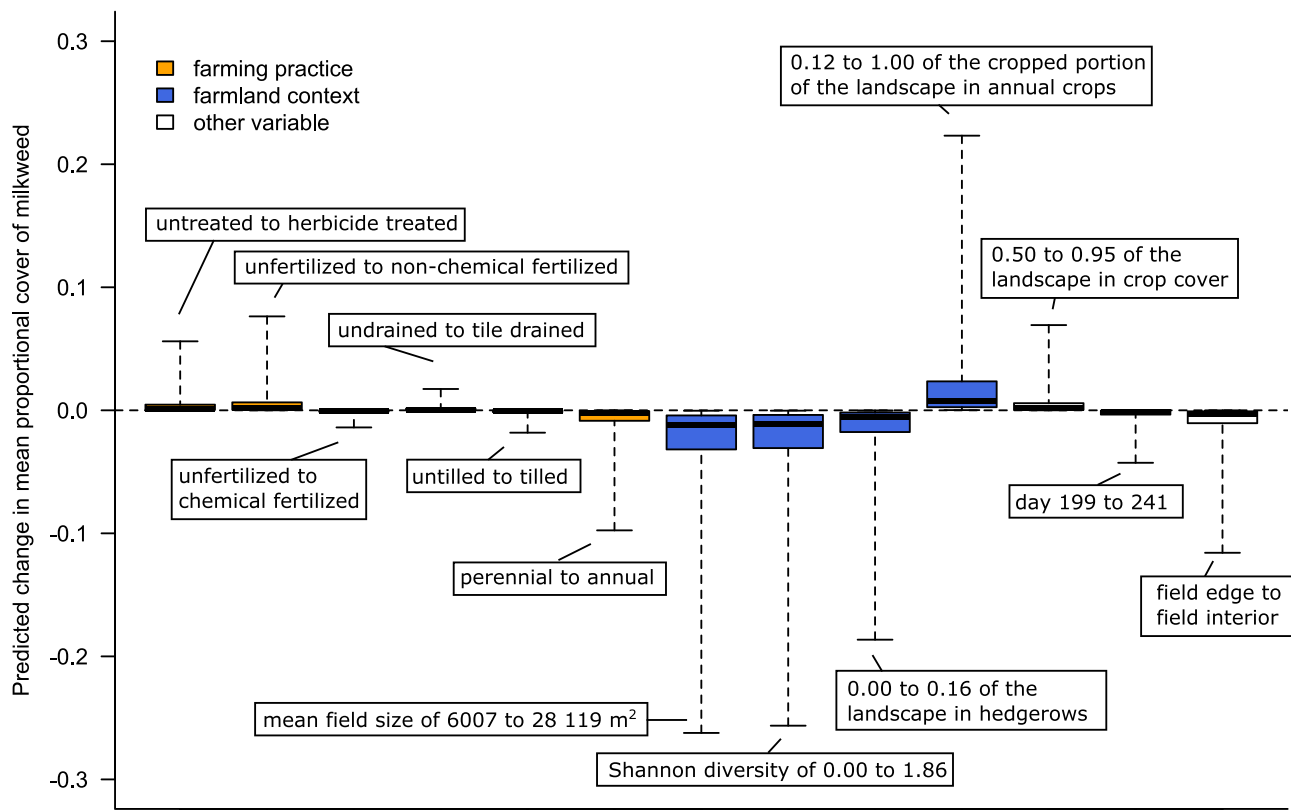 Predicted change in mean proportional cover of milkweed
0.3
0.2
0.1
0.0
-0.1
-0.2
-0.3
farming practice
farmland context
other variable
untreated to herbicide treated
unfertilized to non-chemical fertilized
unfertilized to
chemical fertilized
undrained to tile drained
untilled to tilled
perennial to annual
mean field size of 6007 to 28 119 m²
Shannon diversity of 0.00 to 1.86
0.00 to 0.16 of the
landscape in hedgerows
0.12 to 1.00 of the cropped portion
of the landscape in annual crops
0.50 to 0.95 of the
landscape in crop cover
day 199 to 241
field edge to
field interior